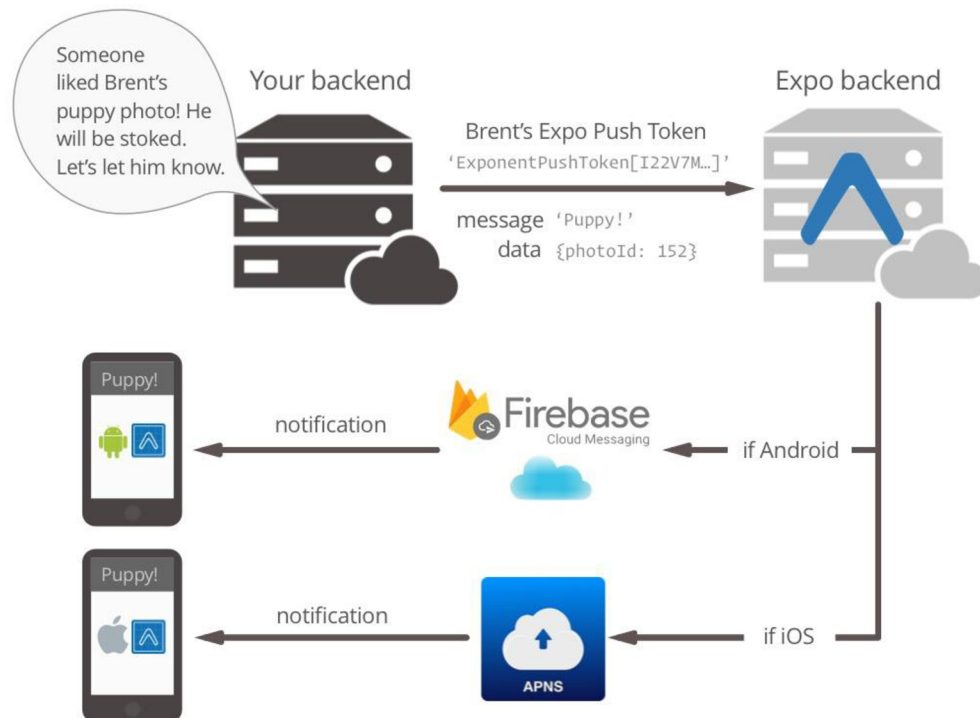 Someone
liked Brent's
puppy photo! He
will be stoked.
Let's let him know.
Your backend
Expo backend
Brent's Expo Push Token
‘ExponentPushToken[I22V7M…]’
message ‘Puppy!’
data {photoId: 152}
Puppy!
notification
Firebase
Cloud Messaging
if Android
Puppy!
notification
APNS
if iOS